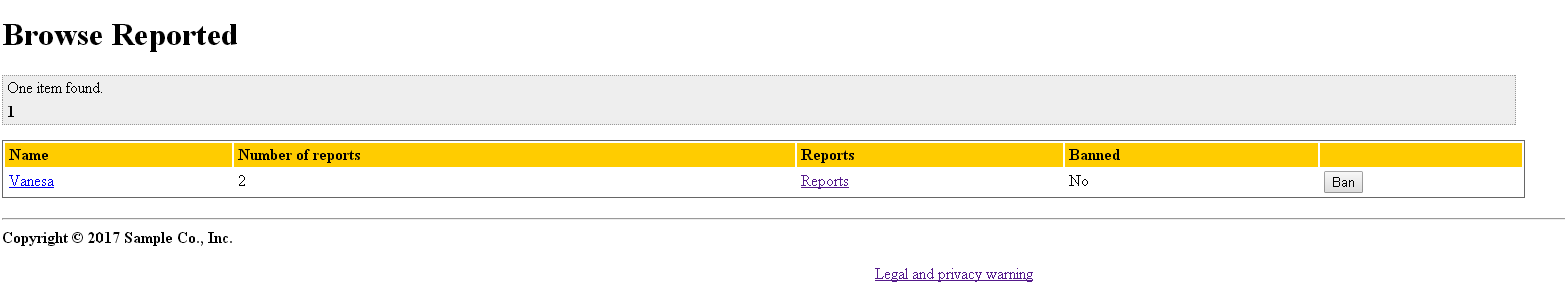 Browse Reported
One item found.
1
Name Number of reports Reports Banned
Vanesa 2 Reports No Ban
Copyright © 2017 Sample Co., Inc.
Legal and privacy warning